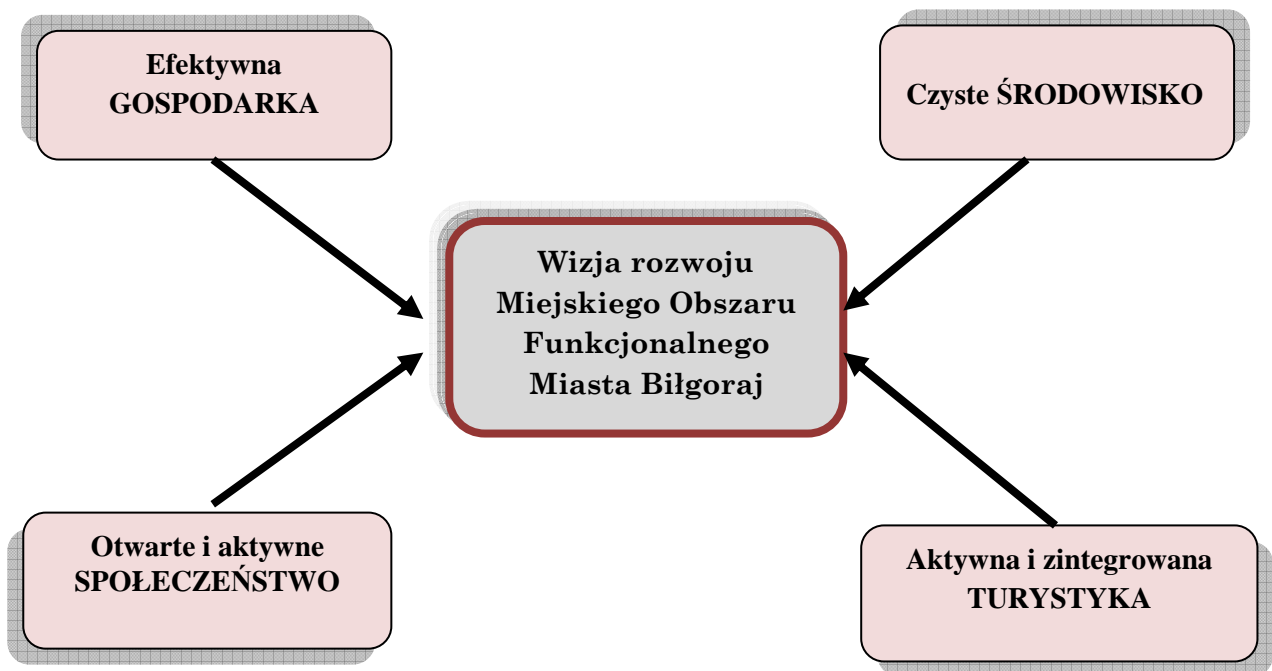 Efektywna
GOSPODARKA
Czyste ŚRODOWISKO
Wizja rozwoju
Miejskiego Obszaru
Funkcjonalnego
Miasta Biłgoraj
Otwarte i aktywne
SPOŁECZEŃSTWO
Aktywna i zintegrowana
TURYSTYKA